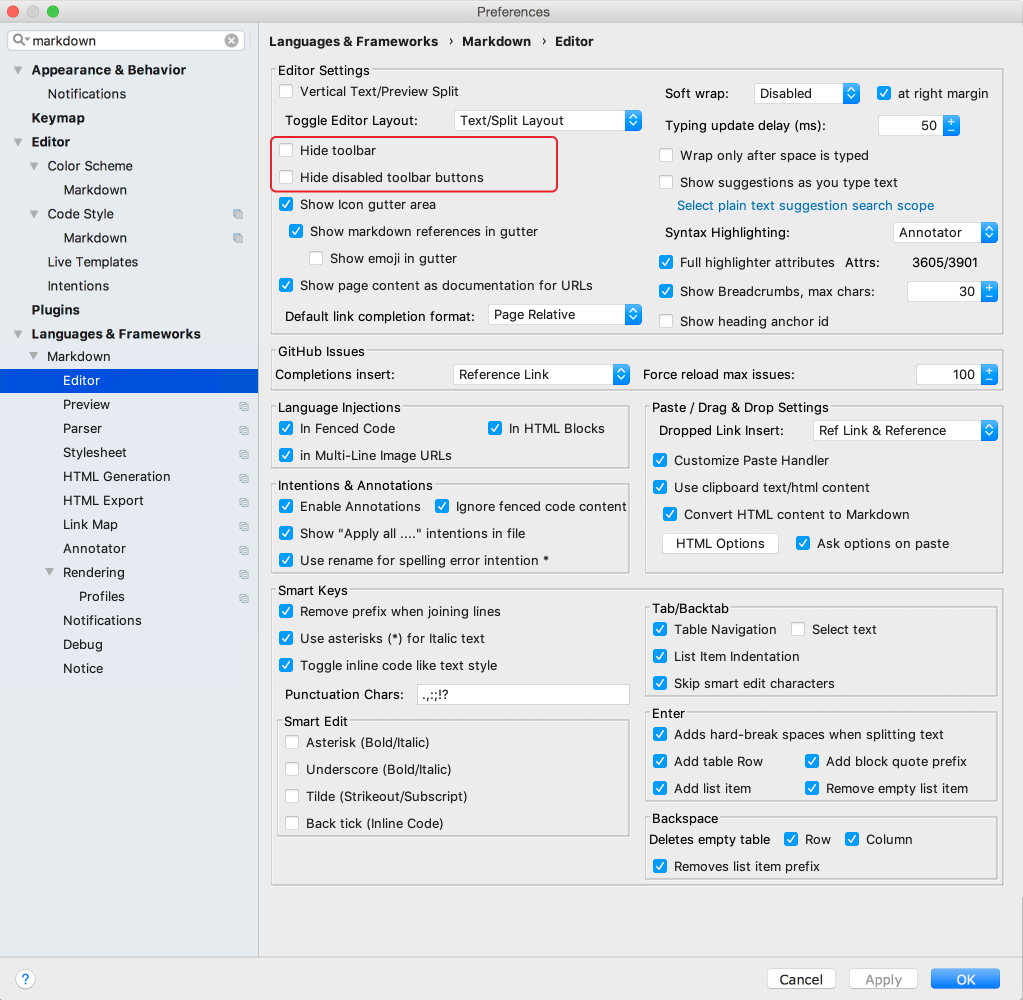 Preferences
markdown
Appearance & Behavior
Notifications
Keymap
Editor
Color Scheme
Markdown
Code Style
Markdown
Live Templates
Intentions
Plugins
Languages & Frameworks
Markdown
Editor
Preview
Parser
Stylesheet
HTML Generation
HTML Export
Link Map
Annotator
Rendering
Profiles
Notifications
Debug
Notice
Languages & Frameworks › Markdown › Editor
Editor Settings
Vertical Text/Preview Split
Toggle Editor Layout: Text/Split Layout
Hide toolbar
Hide disabled toolbar buttons
Show Icon gutter area
Show markdown references in gutter
Show emoji in gutter
Show page content as documentation for URLs
Default link completion format: Page Relative
Soft wrap: Disabled at right margin
Typing update delay (ms): 50
Wrap only after space is typed
Show suggestions as you type text
Select plain text suggestion search scope
Syntax Highlighting: Annotator
Full highlighter attributes Attrs: 3605/3901
Show Breadcrumbs, max chars: 30
Show heading anchor id
GitHub Issues
Completions insert: Reference Link Force reload max issues: 100
Language Injections
In Fenced Code In HTML Blocks
in Multi-Line Image URLs
Intentions & Annotations
Enable Annotations Ignore fenced code content
Show "Apply all ...." intentions in file
Use rename for spelling error intention *
Paste / Drag & Drop Settings
Dropped Link Insert: Ref Link & Reference
Customize Paste Handler
Use clipboard text/html content
Convert HTML content to Markdown
HTML Options Ask options on paste
Smart Keys
Remove prefix when joining lines
Use asterisks (*) for Italic text
Toggle inline code like text style
Punctuation Chars: .,:;!?
Smart Edit
Asterisk (Bold/Italic)
Underscore (Bold/Italic)
Tilde (Strikeout/Subscript)
Back tick (Inline Code)
Tab/Backtab
Table Navigation Select text
List Item Indentation
Skip smart edit characters
Enter
Adds hard-break spaces when splitting text
Add table Row Add block quote prefix
Add list item Remove empty list item
Backspace
Deletes empty table Row Column
Removes list item prefix
? Cancel Apply OK